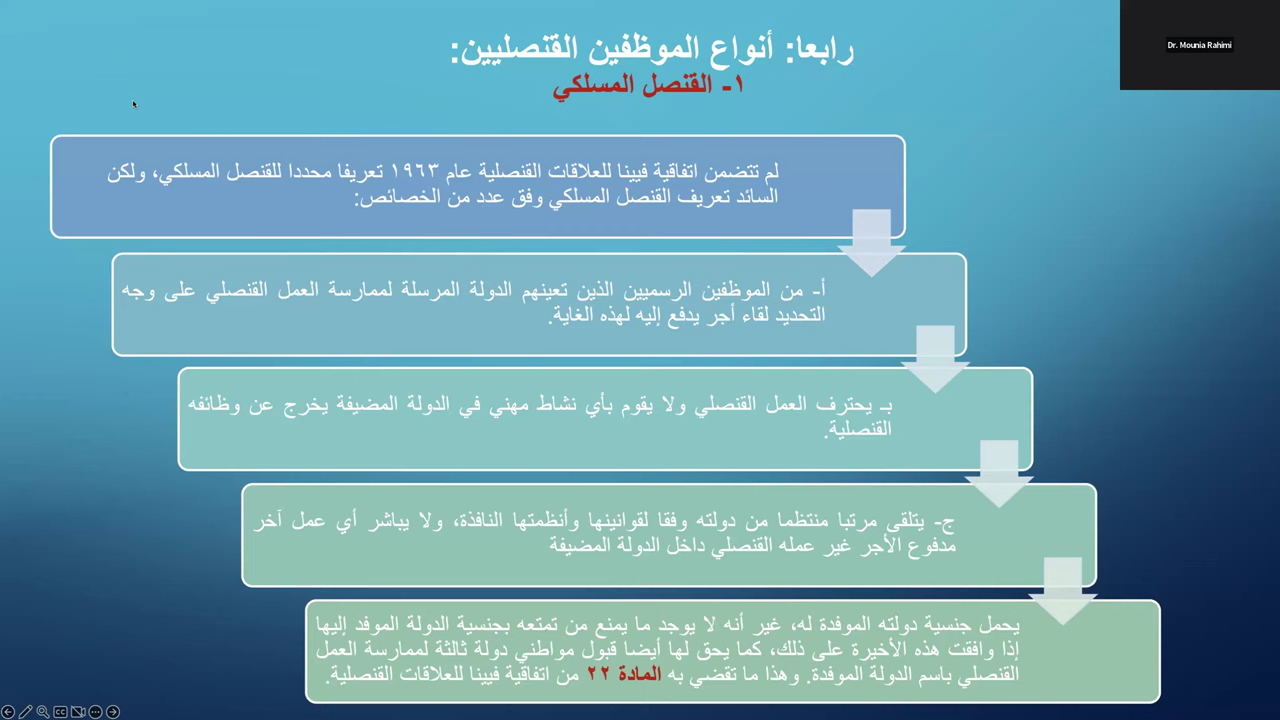 رابعا: أنواع الموظفين القنصليين:
١- القنصل المسلكي
Dr. Mounia Rahimi
لم تتضمن اتفاقية فيينا للعلاقات القنصلية عام ١٩٦٣ تعريفا محددا للقنصل المسلكي، ولكن
السائد تعريف القنصل المسلكي وفق عدد من الخصائص:
أ- من الموظفين الرسميين الذين تعينهم الدولة المرسلة لممارسة العمل القنصلي على وجه
التحديد لقاء أجر يدفع إليه لهذه الغاية.
بـ يحترف العمل القنصلي ولا يقوم بأي نشاط مهني في الدولة المضيفة يخرج عن وظائفه
القنصلية.
ج- يتلقى مرتبا منتظما من دولته وفقا لقوانينها وأنظمتها النافذة، ولا يباشر أي عمل آخر
مدفوع الأجر غير عمله القنصلي داخل الدولة المضيفة
يحمل جنسية دولته الموفدة له، غير أنه لا يوجد ما يمنع من تمتعه بجنسية الدولة الموفد إليها
إذا وافقت هذه الأخيرة على ذلك، كما يحق لها أيضا قبول مواطني دولة ثالثة لممارسة العمل
القنصلي باسم الدولة الموفدة. وهذا ما تقضي به المادة ٢٢ من اتفاقية فيينا للعلاقات القنصلية.